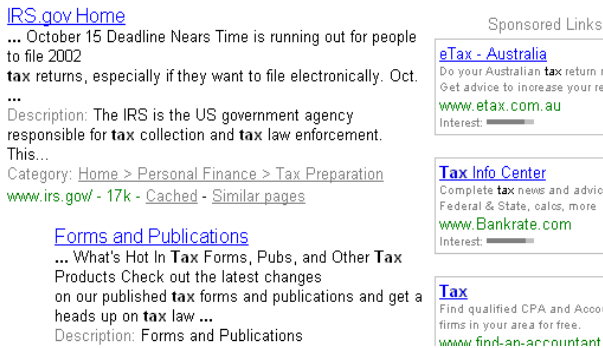 IRS.gov Home
... October 15 Deadline Nears Time is running out for people
to file 2002
tax returns, especially if they want to file electronically. Oct.
...
Description: The IRS is the US government agency
responsible for tax collection and tax law enforcement.
This...
Category: Home > Personal Finance > Tax Preparation
www.irs.gov/ - 17k - Cached - Similar pages
Forms and Publications
... What's Hot In Tax Forms, Pubs, and Other Tax
Products Check out the latest changes
on our published tax forms and publications and get a
heads up on tax law ...
Description: Forms and Publications
Sponsored Links
eTax - Australia
Do your Australian tax return
Get advice to increase your
www.etax.com.au
Interest:
Tax Info Center
Complete tax news and
Federal & State, calcs, more
www.Bankrate.com
Interest:
Tax
Find qualified CPA and
firms in your area for free.
www.find-an-accountant